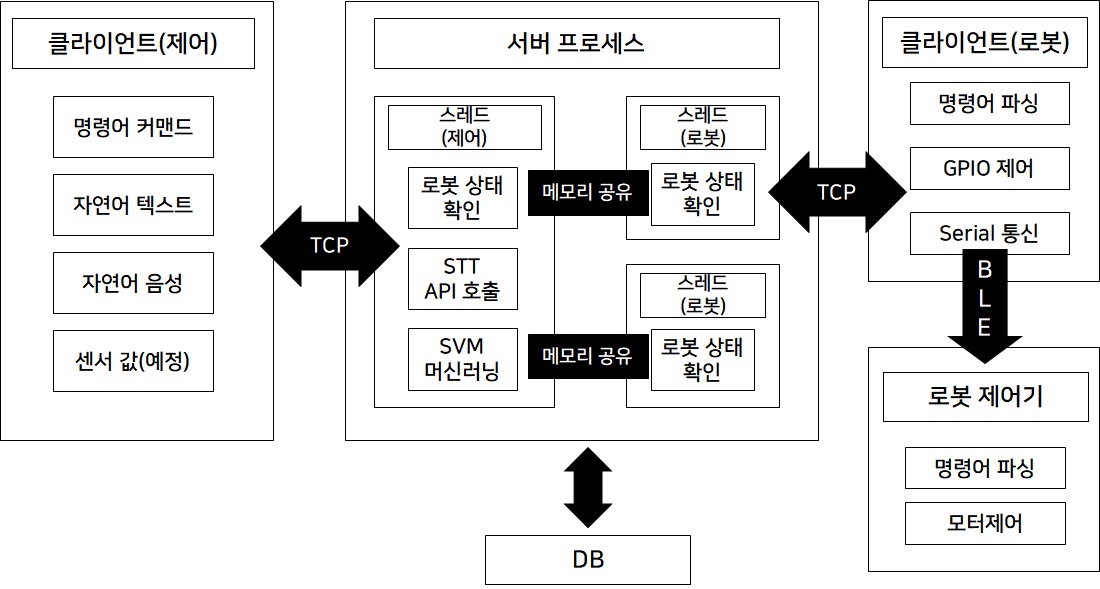 클라이언트(제어)
명령어 커맨드
자연어 텍스트
자연어 음성
센서 값(예정)
TCP
서버 프로세스
스레드
(제어)
로봇 상태
확인
STT
API 호출
SVM
머신러닝
메모리 공유
메모리 공유
스레드
(로봇)
로봇 상태
확인
스레드
(로봇)
로봇 상태
확인
DB
TCP
클라이언트(로봇)
명령어 파싱
GPIO 제어
Serial 통신
B
L
E
로봇 제어기
명령어 파싱
모터제어